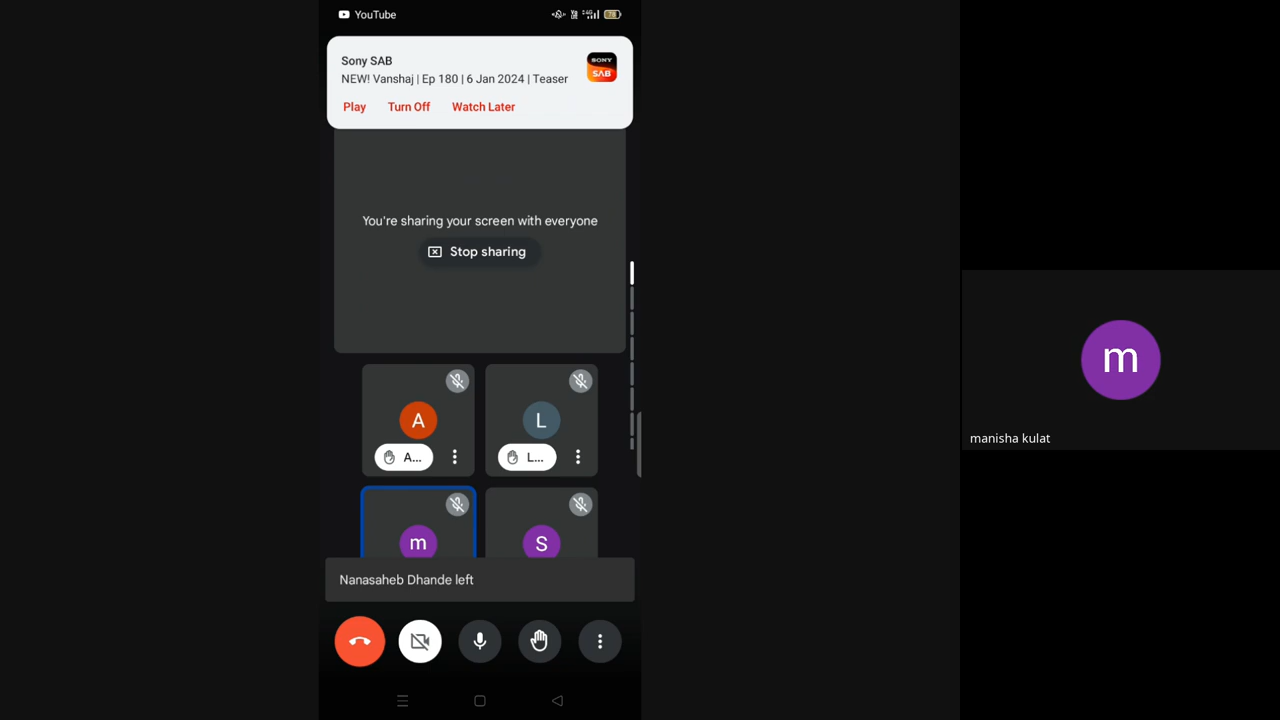 YouTube
78
Sony SAB
SONY
SAB
NEW! Vanshaj | Ep 180 | 6 Jan 2024 | Teaser
Play Turn Off Watch Later
You're sharing your screen with everyone
Stop sharing
A L
A... L...
m S
Nanasaheb Dhande left
m
manisha kulat